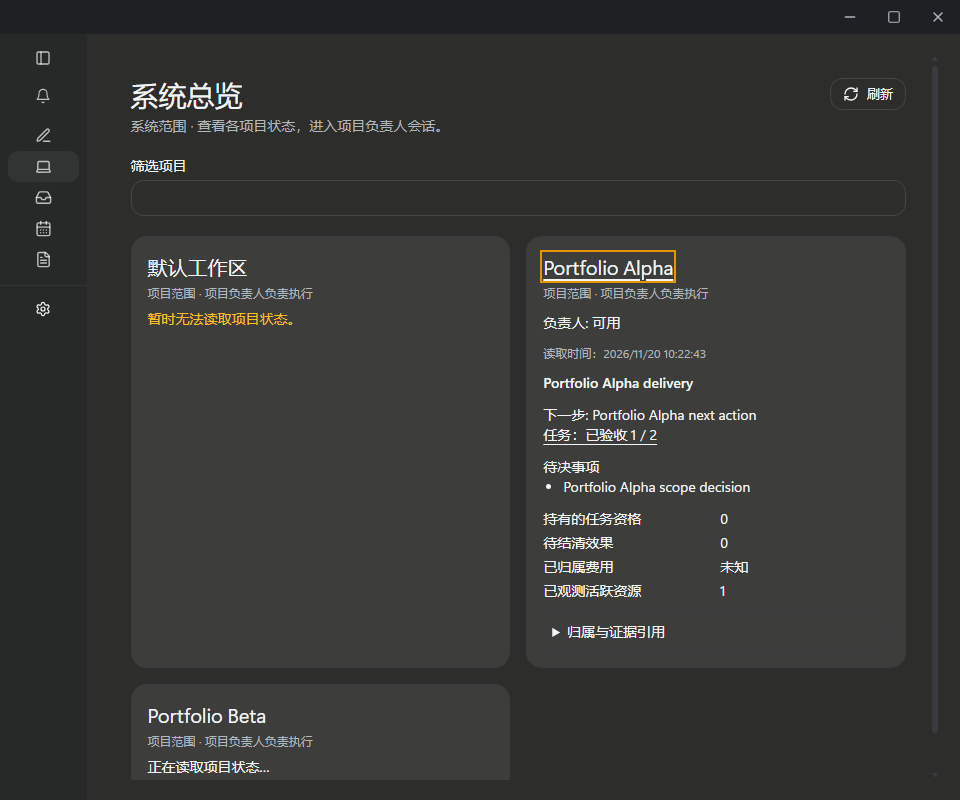 系统总览
刷新
系统范围 · 查看各项目状态，进入项目负责人会话。
筛选项目
默认工作区
项目范围 · 项目负责人负责执行
暂时无法读取项目状态。
Portfolio Alpha
项目范围 · 项目负责人负责执行
负责人: 可用
读取时间：2026/11/20 10:22:43
Portfolio Alpha delivery
下一步: Portfolio Alpha next action
任务：已验收 1 / 2
待决事项
• Portfolio Alpha scope decision
持有的任务资格 0
待结清效果 0
已归属费用 未知
已观测活跃资源 1
▶ 归属与证据引用
Portfolio Beta
项目范围 · 项目负责人负责执行
正在读取项目状态...